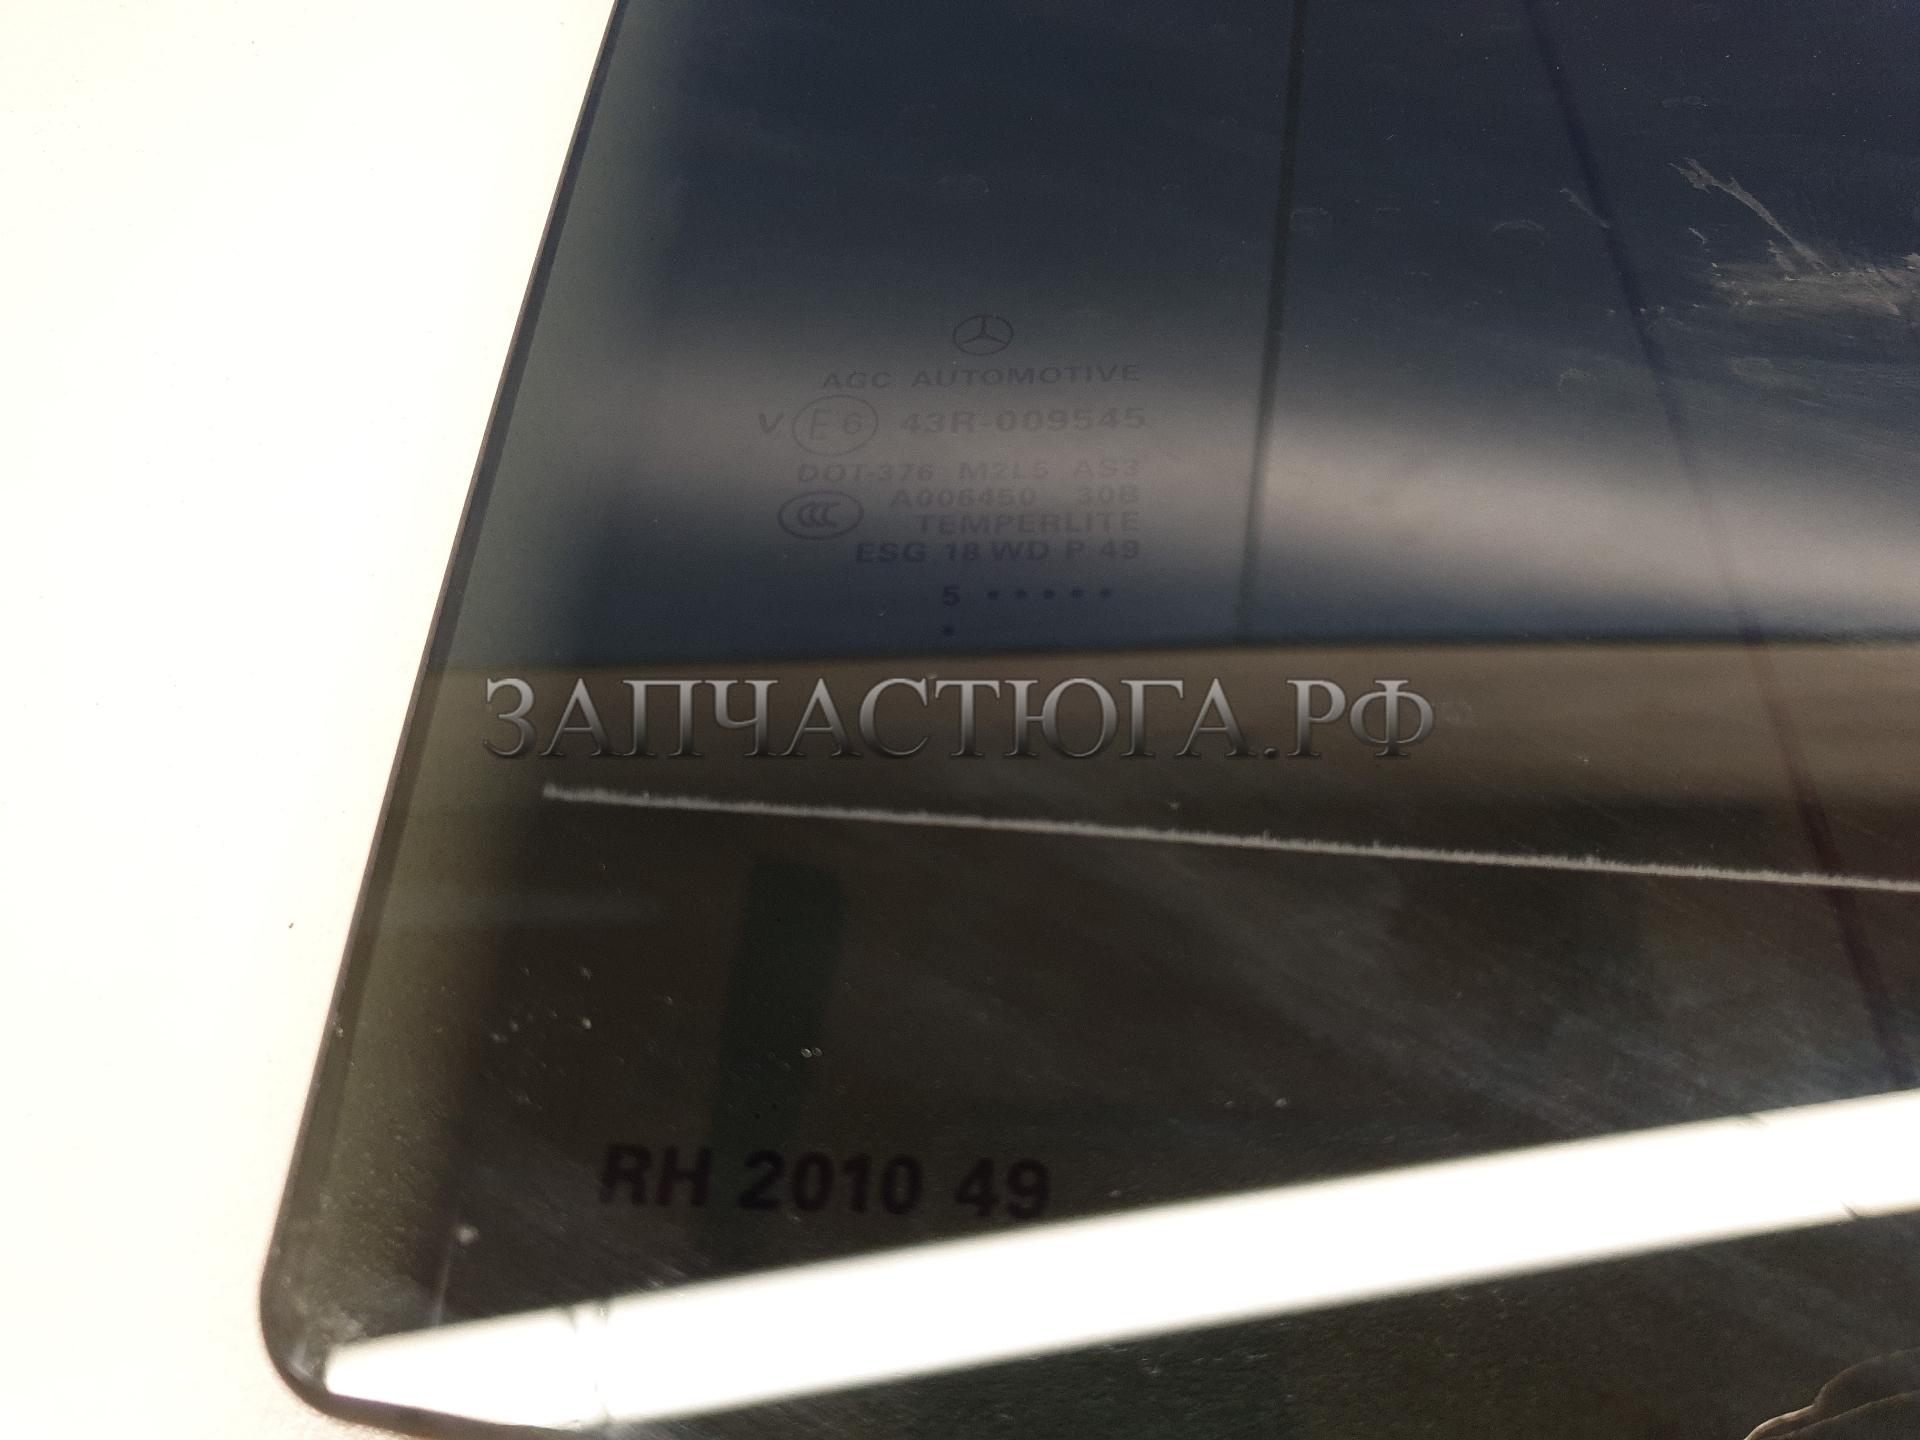 AGC AUTOMOTIVE
V E6 43R-009545
DOT-376 M2L5 AS3
CCC A006450 30B
TEMPERLITE
ESG 18 WD P 49
5 • • • • •
•
ЗАПЧАСТЮГА.РФ
RH 2010 49